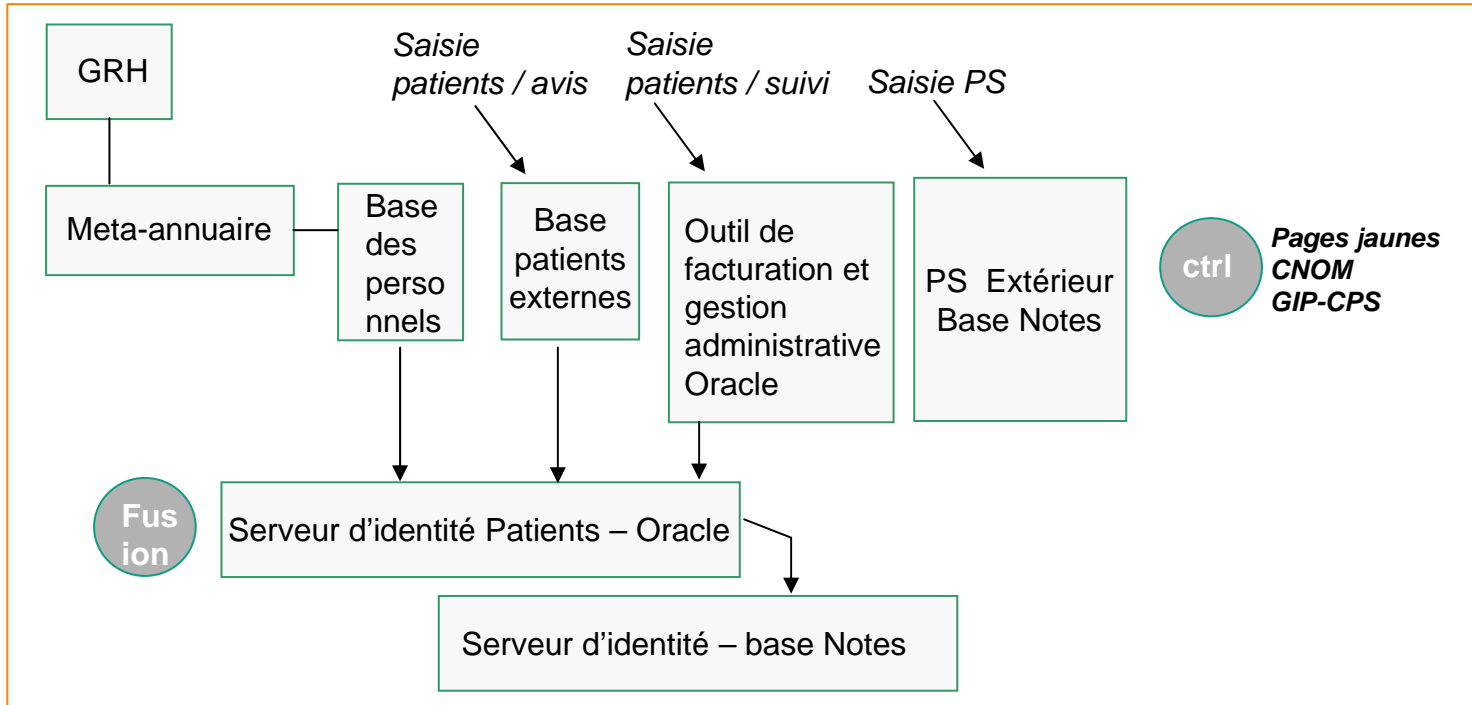 GRH
Saisie
patients / avis
Saisie
patients / suivi
Saisie PS
Meta-annuaire
Base
des
perso
nnels
Base
patients
externes
Outil de
facturation et
gestion
administrative
Oracle
PS Extérieur
Base Notes
ctrl
Pages jaunes
CNOM
GIP-CPS
Fus
ion
Serveur d’identité Patients – Oracle
Serveur d’identité – base Notes